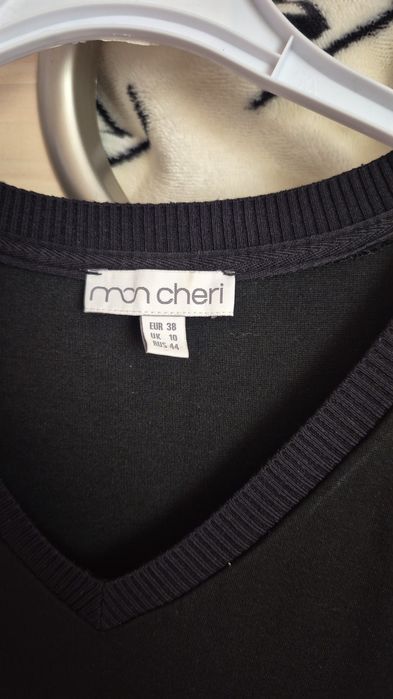 mon cheri
EUR 38
UK 10
RUS 44